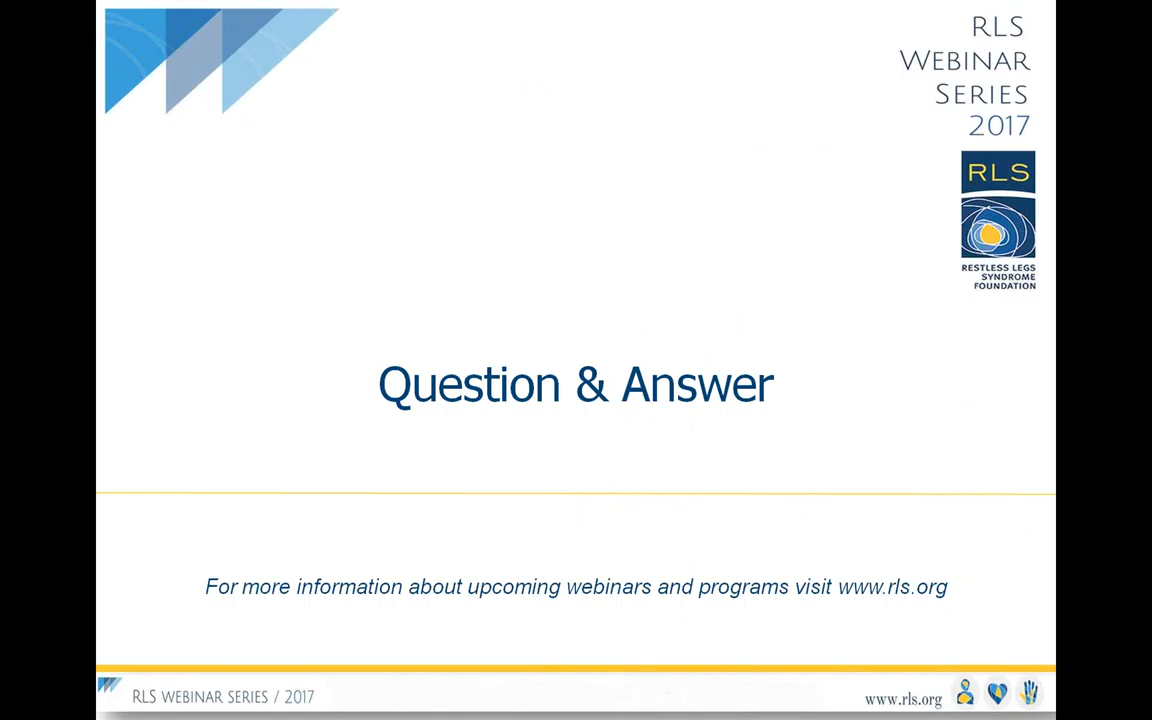 RLS
WEBINAR
SERIES
2017
RLS
RESTLESS LEGS
SYNDROME
FOUNDATION
Question & Answer
For more information about upcoming webinars and programs visit www.rls.org
RLS WEBINAR SERIES / 2017
www.rls.org